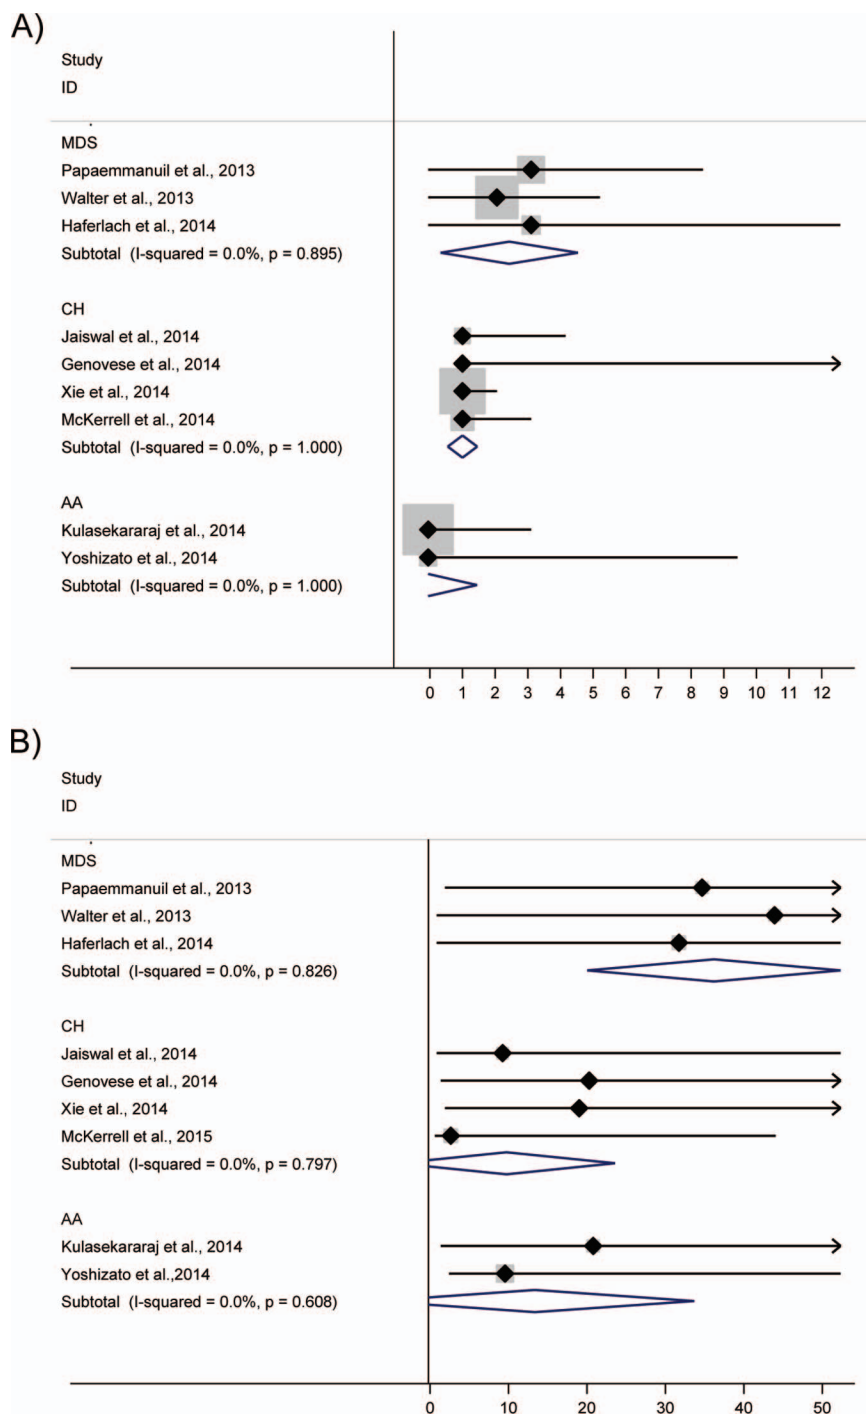 A)
Study
ID
MDS
Papaemmanuil et al., 2013
Walter et al., 2013
Haferlach et al., 2014
Subtotal (I-squared = 0.0%, p = 0.895)
CH
Jaiswal et al., 2014
Genovese et al., 2014
Xie et al., 2014
McKerrell et al., 2014
Subtotal (I-squared = 0.0%, p = 1.000)
AA
Kulasekararaj et al., 2014
Yoshizato et al., 2014
Subtotal (I-squared = 0.0%, p = 1.000)
0 1 2 3 4 5 6 7 8 9 10 11 12
B)
Study
ID
MDS
Papaemmanuil et al., 2013
Walter et al., 2013
Haferlach et al., 2014
Subtotal (I-squared = 0.0%, p = 0.826)
CH
Jaiswal et al., 2014
Genovese et al., 2014
Xie et al., 2014
McKerrell et al., 2015
Subtotal (I-squared = 0.0%, p = 0.797)
AA
Kulasekararaj et al., 2014
Yoshizato et al.,2014
Subtotal (I-squared = 0.0%, p = 0.608)
0 10 20 30 40 50